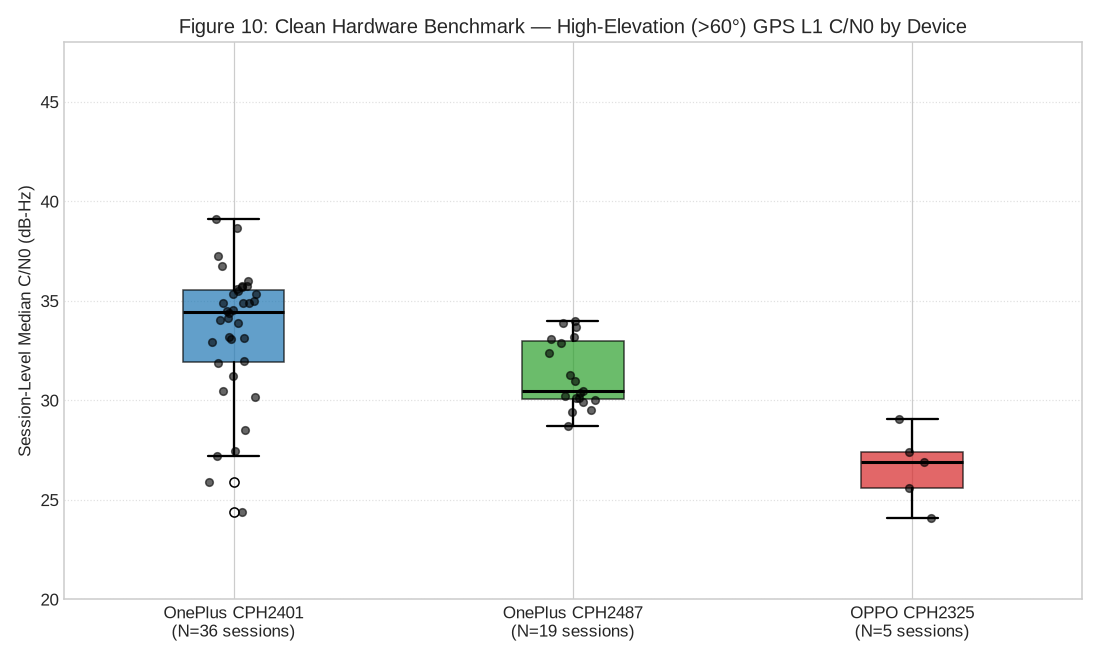 Figure 10: Clean Hardware Benchmark — High-Elevation (>60°) GPS L1 C/N0 by Device
Session-Level Median C/N0 (dB-Hz)
45
40
35
30
25
20
OnePlus CPH2401
(N=36 sessions)
OnePlus CPH2487
(N=19 sessions)
OPPO CPH2325
(N=5 sessions)